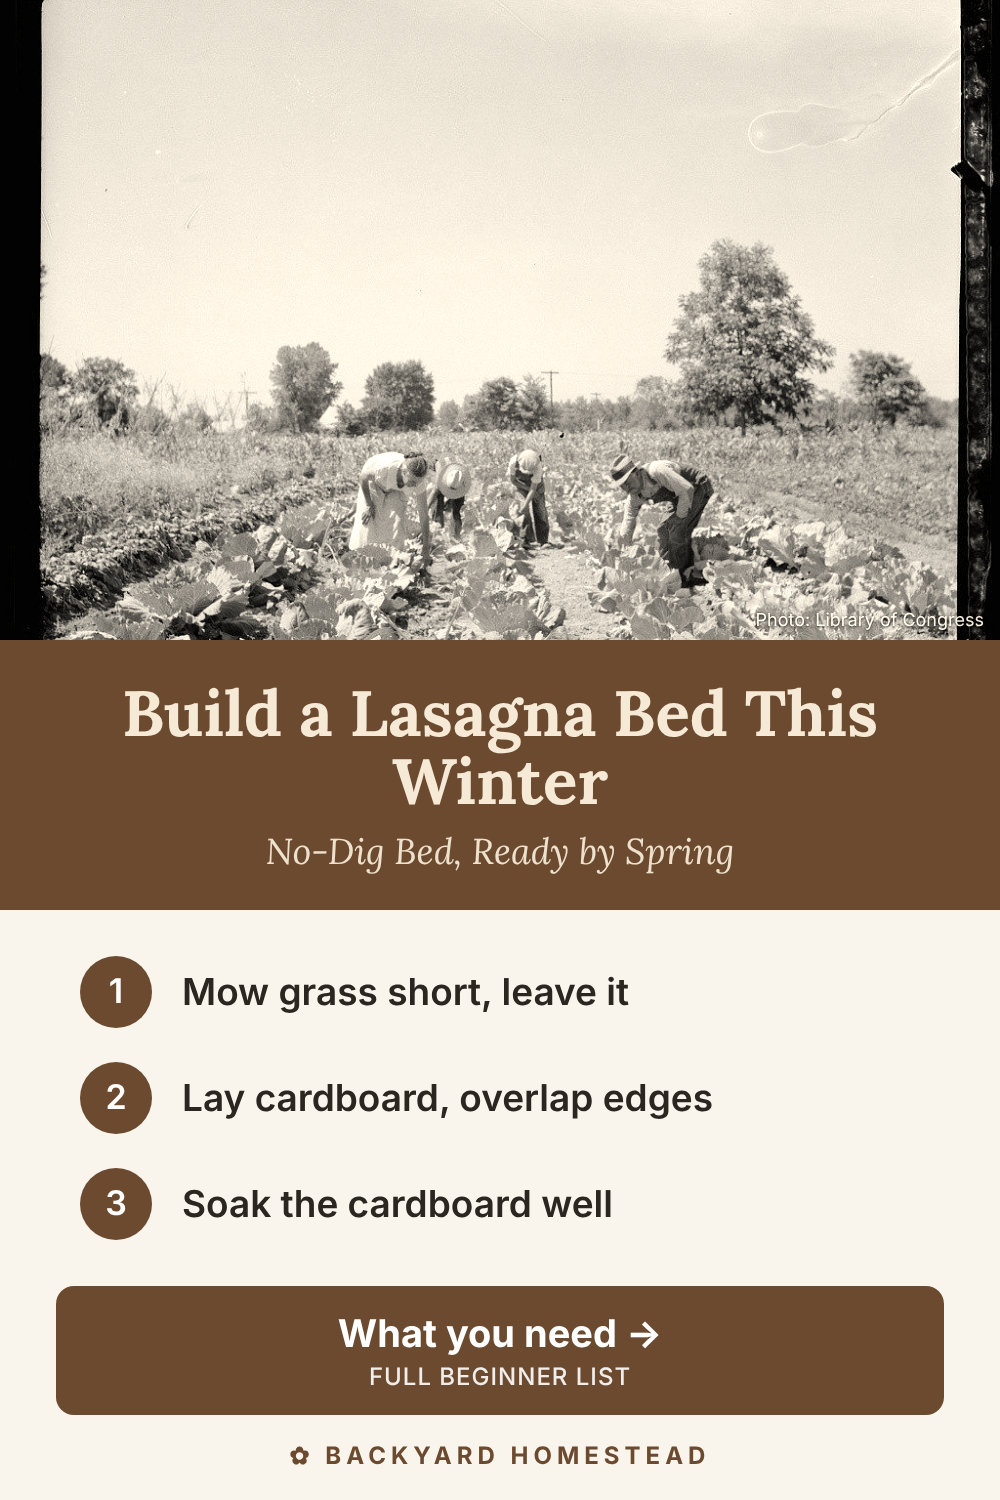 Photo: Library of Congress
Build a Lasagna Bed This
Winter
No-Dig Bed, Ready by Spring
1 Mow grass short, leave it
2 Lay cardboard, overlap edges
3 Soak the cardboard well
What you need →
FULL BEGINNER LIST
✿ BACKYARD HOMESTEAD